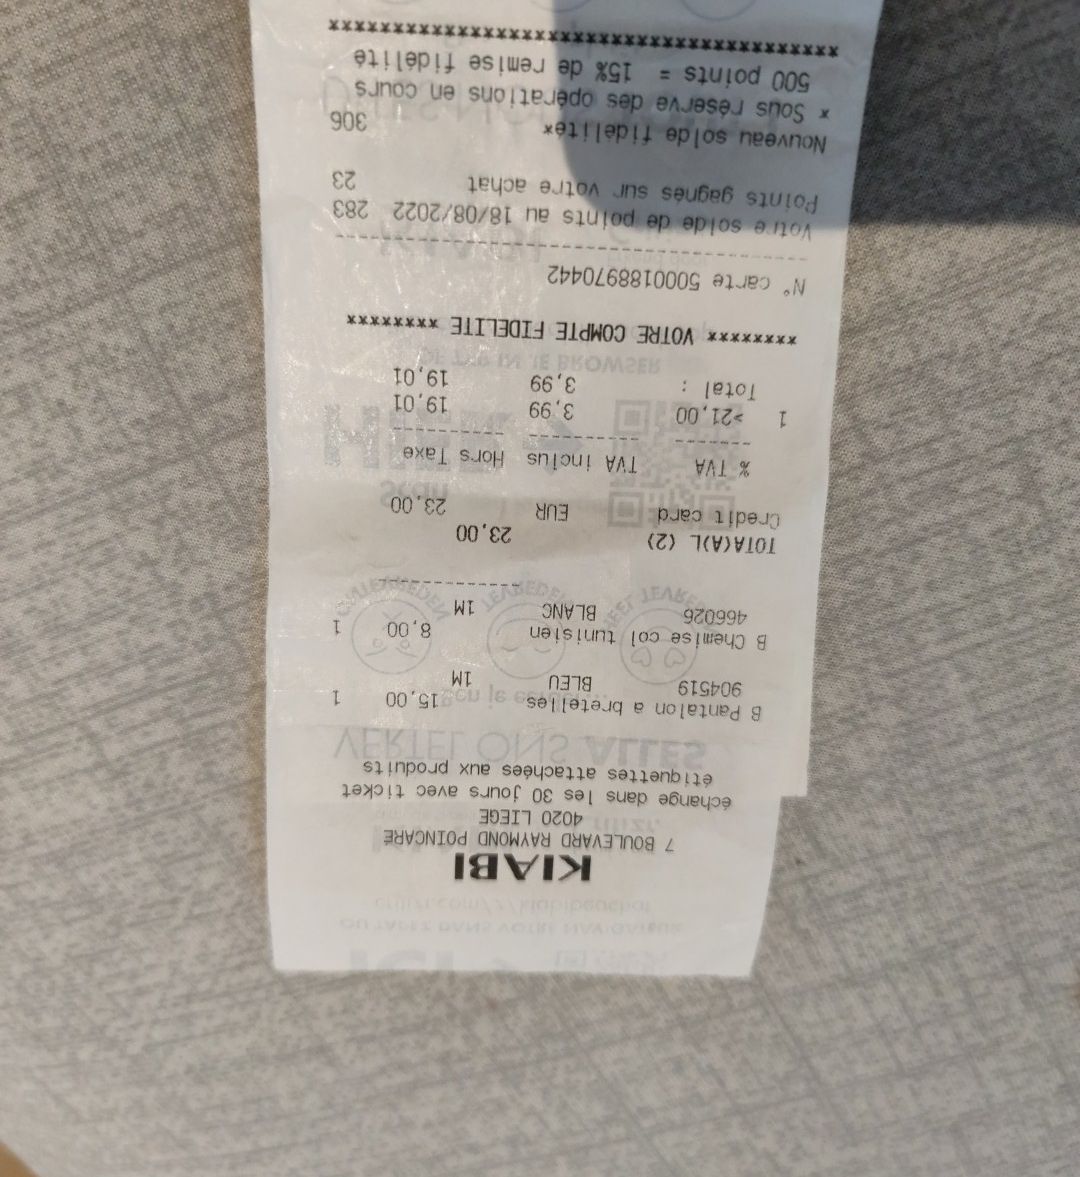 KIABI
7 BOULEVARD RAYMOND POINCARE
4020 LIEGE
échange dans les 30 jours avec ticket
étiquettes attachées aux produits
B Pantalon a bretelles 15,00 1
904519 BLEU 1M
B Chemise col tunisien 8,00 1
466026 BLANC 1M
TOTA(A)L (2) 23,00
Credit card EUR 23,00
% TVA TVA inclus Hors Taxe
1 >21,00 3,99 19,01
Total : 3,99 19,01
******** VOTRE COMPTE FIDELITE ********
N° carte 5000188970442
Votre solde de points au 18/08/2022 283
Points gagnés sur votre achat 23
Nouveau solde fidélité* 306
* Sous réserve des opérations en cours
500 points = 15% de remise fidélité